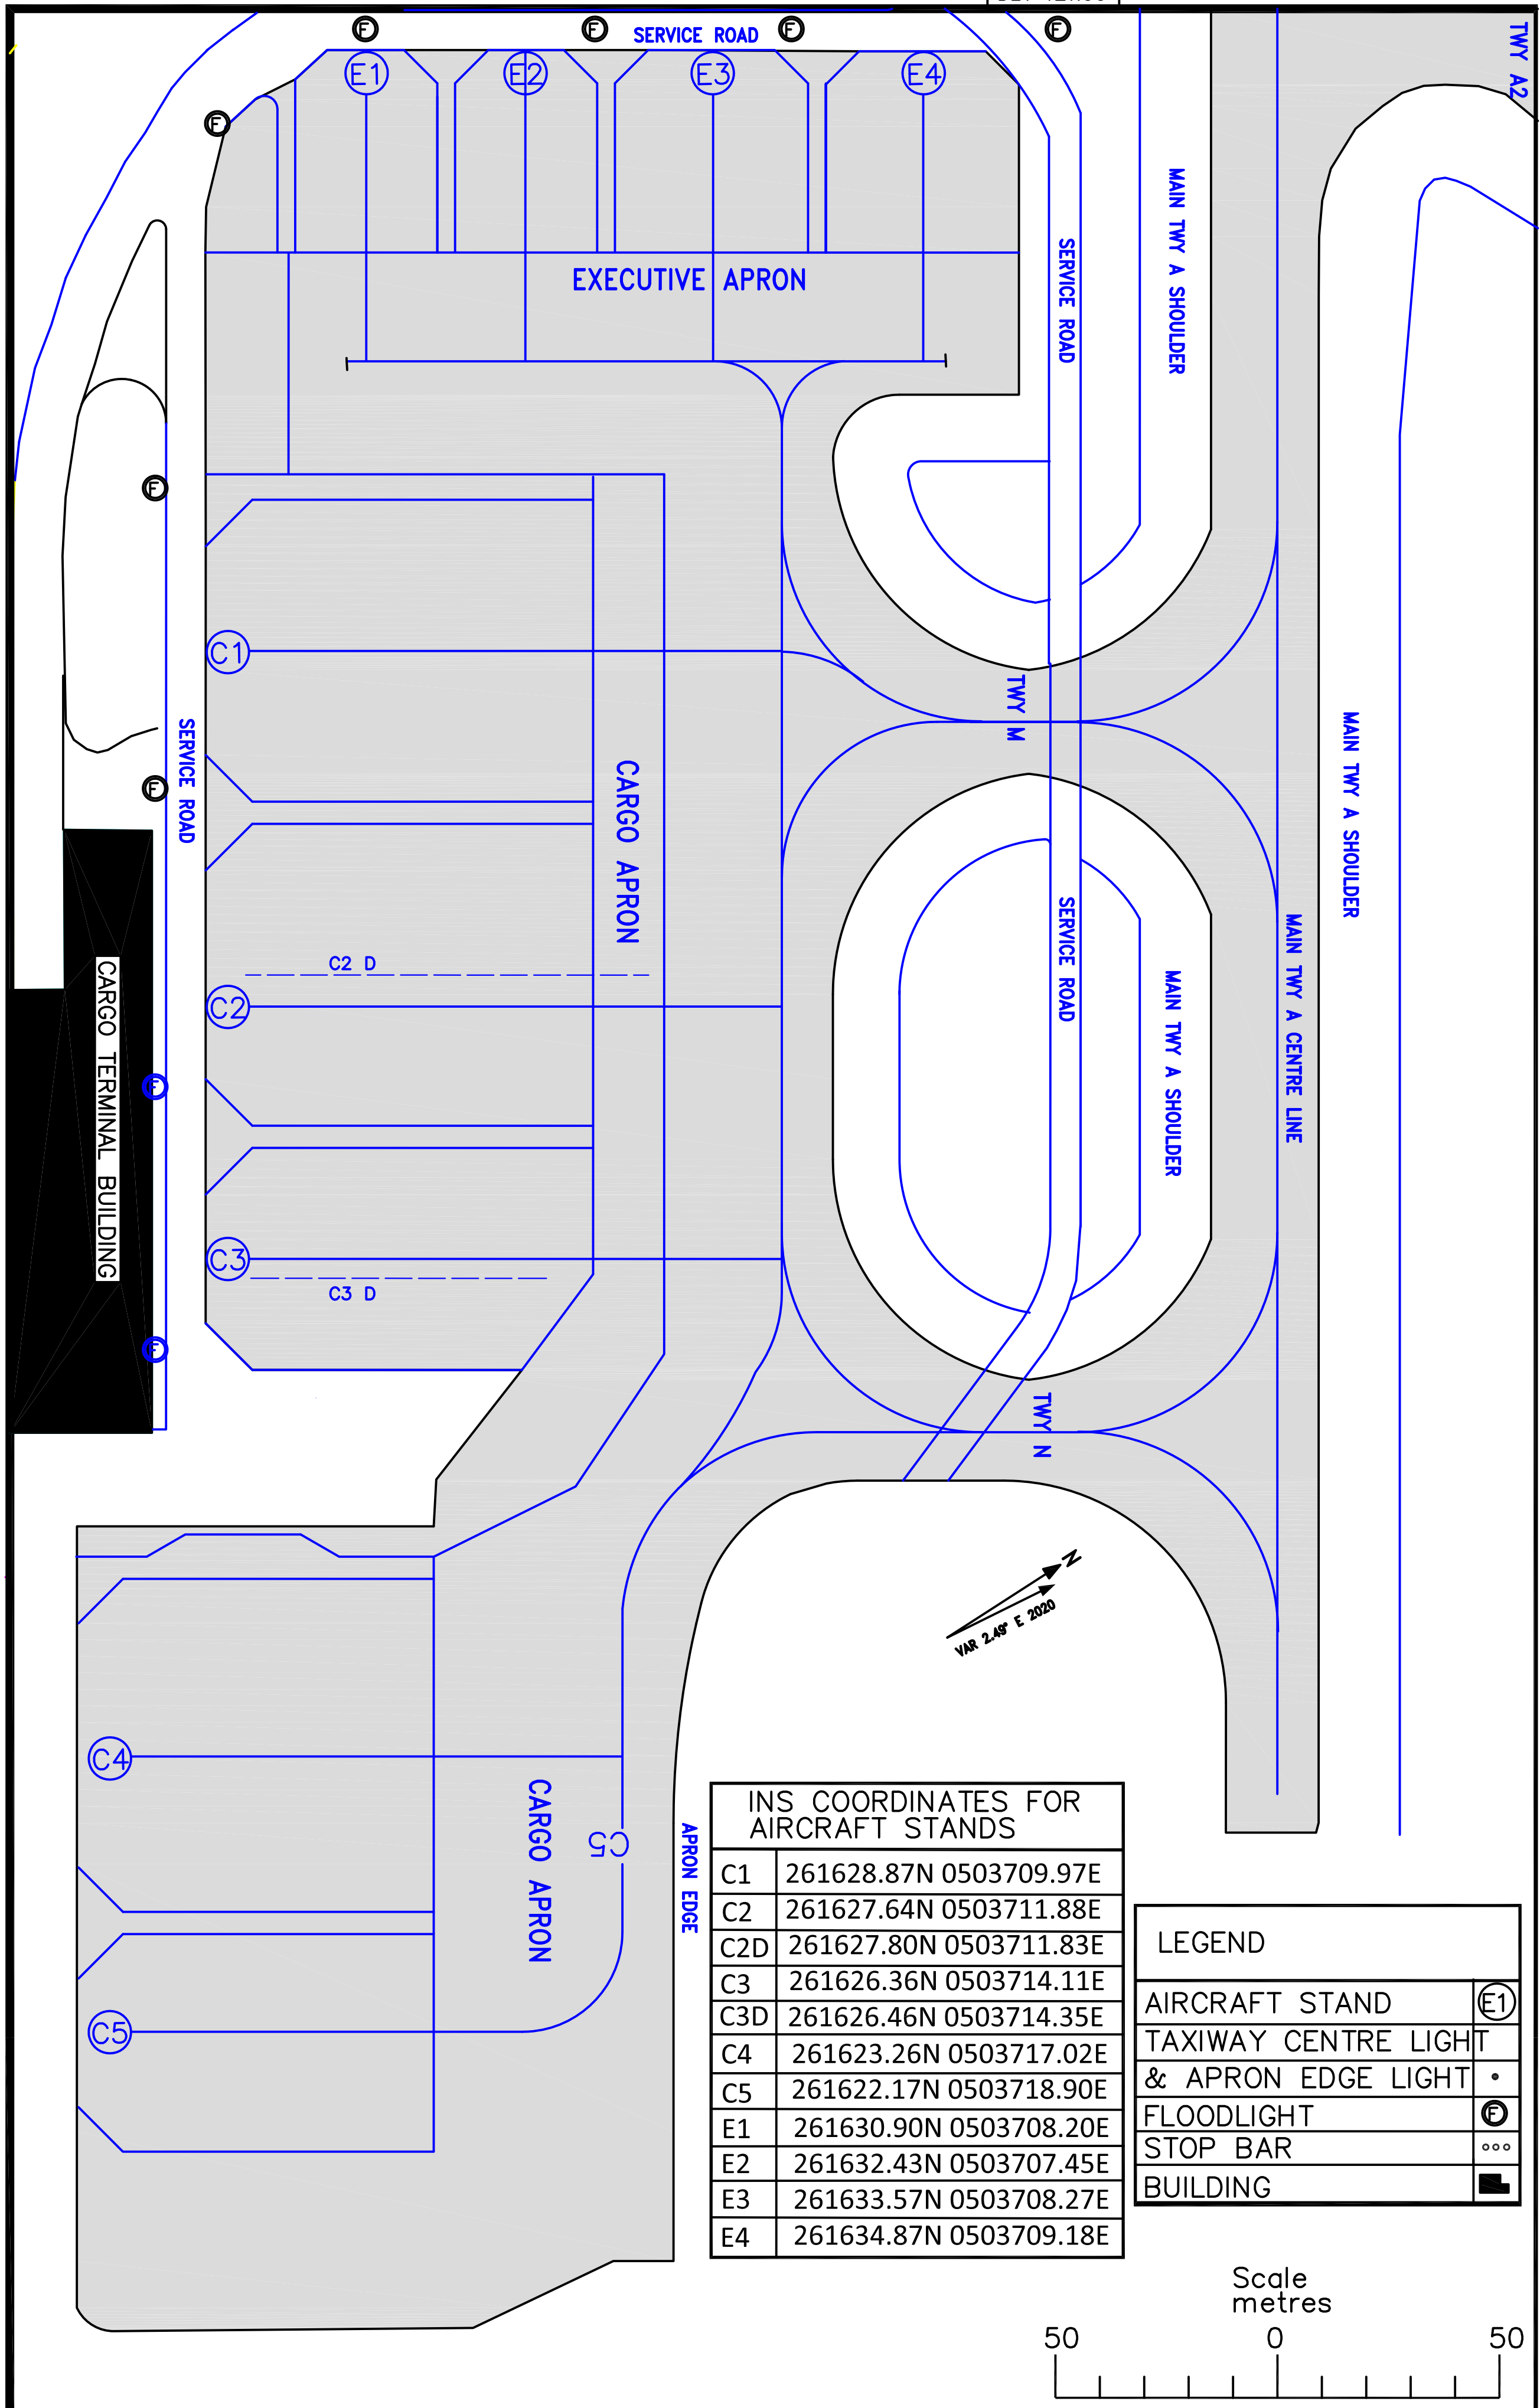 SERVICE ROAD
TWY A2
F
F
F
F
E1
E2
E3
E4
F
MAIN TWY A SHOULDER
SERVICE ROAD
EXECUTIVE APRON
F
C1
TWY M
SERVICE ROAD
MAIN TWY A SHOULDER
F
CARGO APRON
SERVICE ROAD
MAIN TWY A CENTRE LINE
C2 D
MAIN TWY A SHOULDER
CARGO TERMINAL BUILDING
C2
F
C3
C3 D
F
TWY N
N
VAR 2.49° E 2020
C4
CARGO APRON
C5
APRON EDGE
C5
INS COORDINATES FOR
AIRCRAFT STANDS
C1 261628.87N 0503709.97E
C2 261627.64N 0503711.88E
C2D 261627.80N 0503711.83E
C3 261626.36N 0503714.11E
C3D 261626.46N 0503714.35E
C4 261623.26N 0503717.02E
C5 261622.17N 0503718.90E
E1 261630.90N 0503708.20E
E2 261632.43N 0503707.45E
E3 261633.57N 0503708.27E
E4 261634.87N 0503709.18E
LEGEND
AIRCRAFT STAND E1
TAXIWAY CENTRE LIGHT
& APRON EDGE LIGHT
FLOODLIGHT F
STOP BAR
BUILDING
Scale
metres
50 0 50